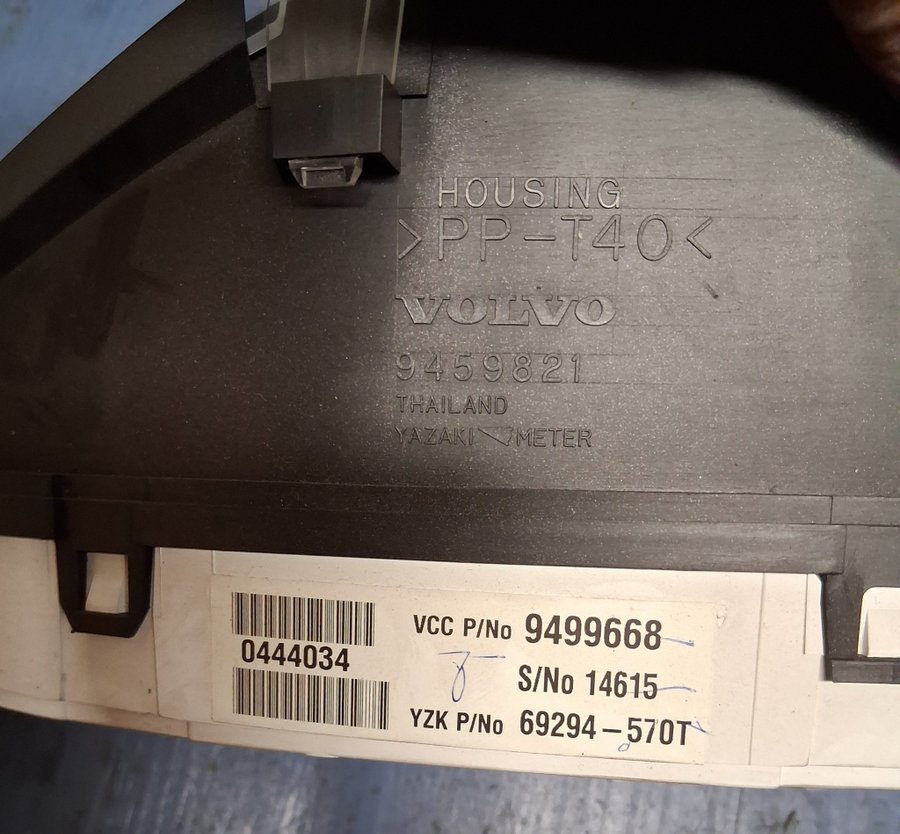 HOUSING
>PP-T40<
VOLVO
9459821
THAILAND
YAZAKI METER
0444034
VCC P/No 9499668
S/No 14615
YZK P/No 69294-570T